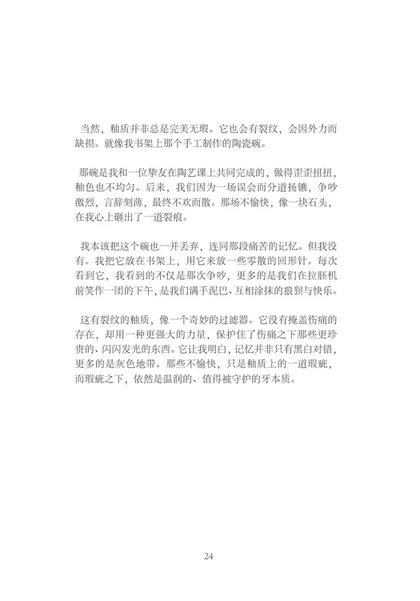 当然，釉质并非总是完美无瑕。它也会有裂纹，会因外力而
缺损。就像我书架上那个手工制作的陶瓷碗。
那碗是我和一位挚友在陶艺课上共同完成的，做得歪歪扭扭，
釉色也不均匀。后来，我们因为一场误会而分道扬镳，争吵
激烈，言辞刻薄，最终不欢而散。那场不愉快，像一块石头，
在我心上砸出了一道裂痕。
我本该把这个碗也一并丢弃，连同那段痛苦的记忆。但我没
有。我把它放在书架上，用它来放一些零散的回形针。每次
看到它，我看到的不仅是那次争吵，更多的是我们在拉胚机
前笑作一团的下午，是我们满手泥巴、互相涂抹的狼狈与快乐。
这有裂纹的釉质，像一个奇妙的过滤器。它没有掩盖伤痛的
存在，却用一种更强大的力量，保护住了伤痛之下那些更珍
贵的、闪闪发光的东西。它让我明白，记忆并非只有黑白对错，
更多的是灰色地带。那些不愉快，只是釉质上的一道瑕疵，
而瑕疵之下，依然是温润的、值得被守护的牙本质。
24